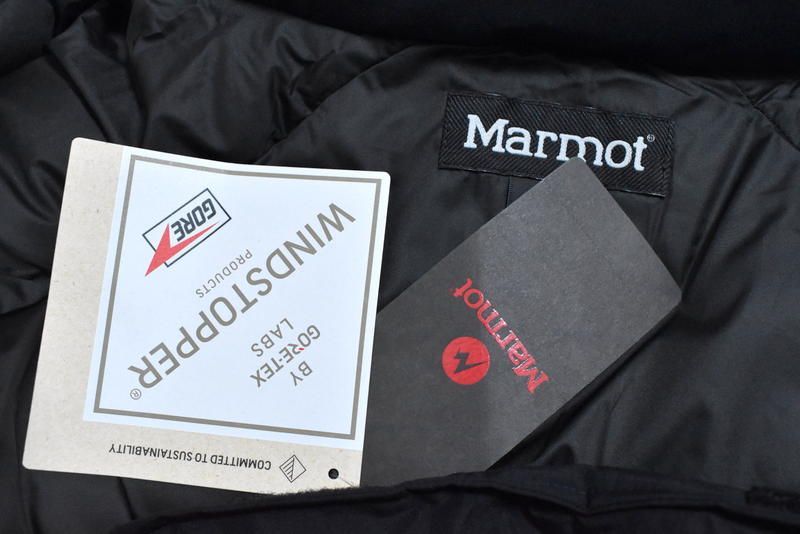 Marmot®
GORE
WINDSTOPPER®
PRODUCTS
BY
GORE-TEX
LABS
COMMITTED TO SUSTAINABILITY
Marmot